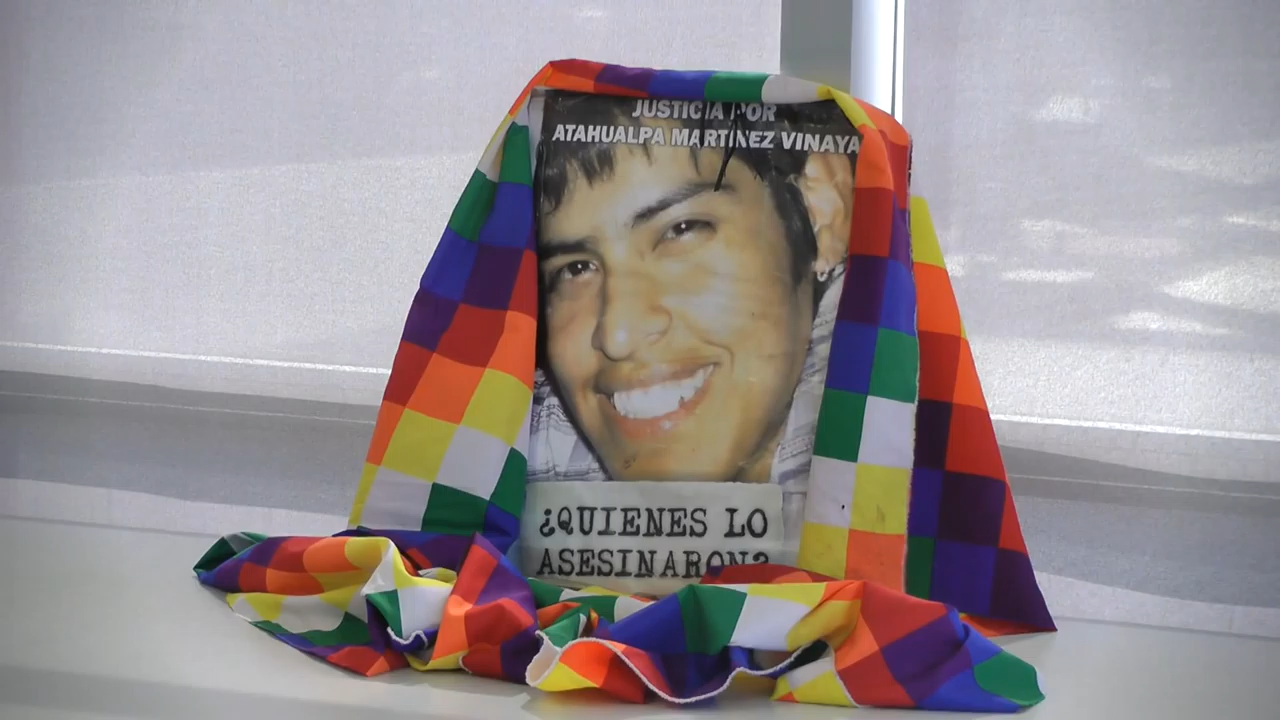 JUSTICIA POR
ATAHUALPA MARTINEZ VINAYA
¿QUIENES LO
ASESINARON?